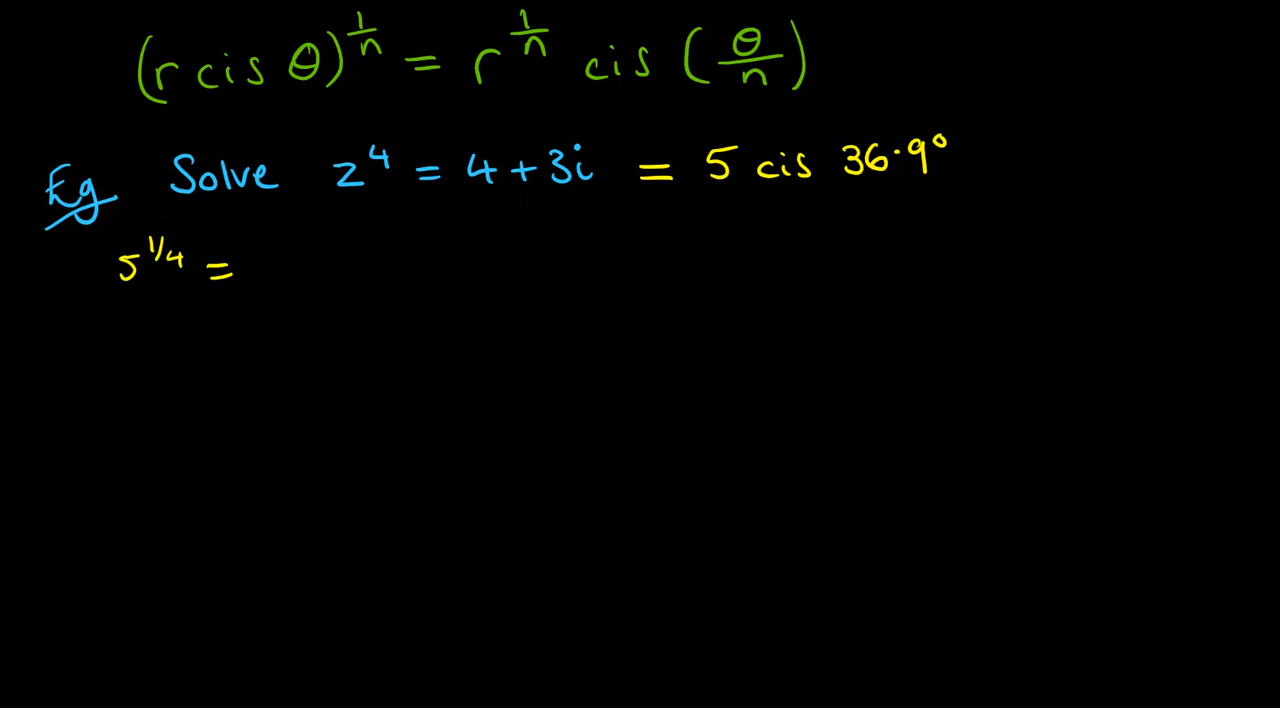 (r cis θ)^(1/n) = r^(1/n) cis (θ/n)
Eg Solve z^4 = 4 + 3i = 5 cis 36·9°
5^(1/4) =